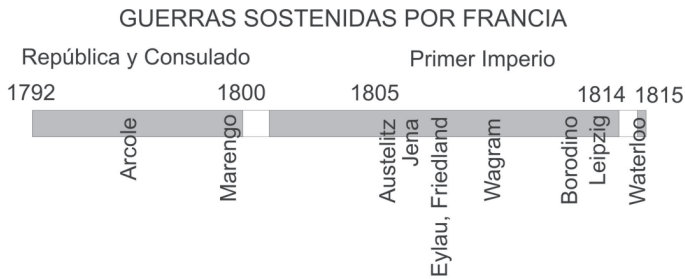 GUERRAS SOSTENIDAS POR FRANCIA
República y Consulado
Primer Imperio
1792
1800
1805
1814
1815
Arcole
Marengo
Austelitz
Jena
Eylau, Friedland
Wagram
Borodino
Leipzig
Waterloo